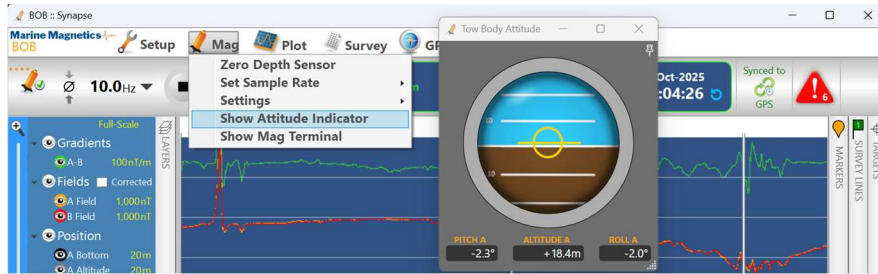 BOB :: Synapse
Marine Magnetics
BOB
Setup
Mag
Plot
Survey
Tow Body Attitude
Zero Depth Sensor
Set Sample Rate
Settings
Show Attitude Indicator
Show Mag Terminal
10.0Hz
Oct-2025
:04:26
Synced to
GPS
6
Full-Scale
Gradients
A-B 100nT/m
Fields Corrected
A Field 1,000nT
B Field 1,000nT
Position
A Bottom 20m
A Altitude 20m
LAYERS
10
10
PITCH A ALTITUDE A ROLL A
-2.3° +18.4m -2.0°
MARKERS
1
SURVEY LINES
TARGETS